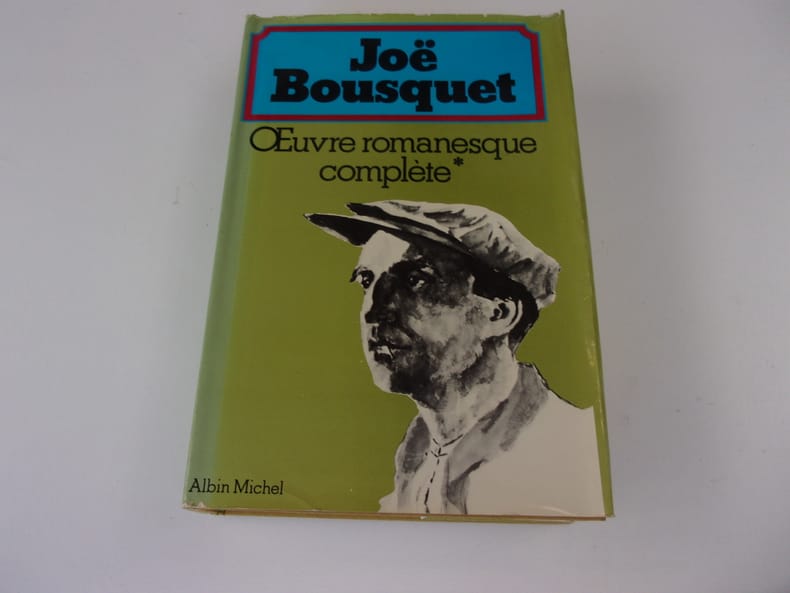 Joë
Bousquet
Œuvre romanesque
complète*
Albin Michel